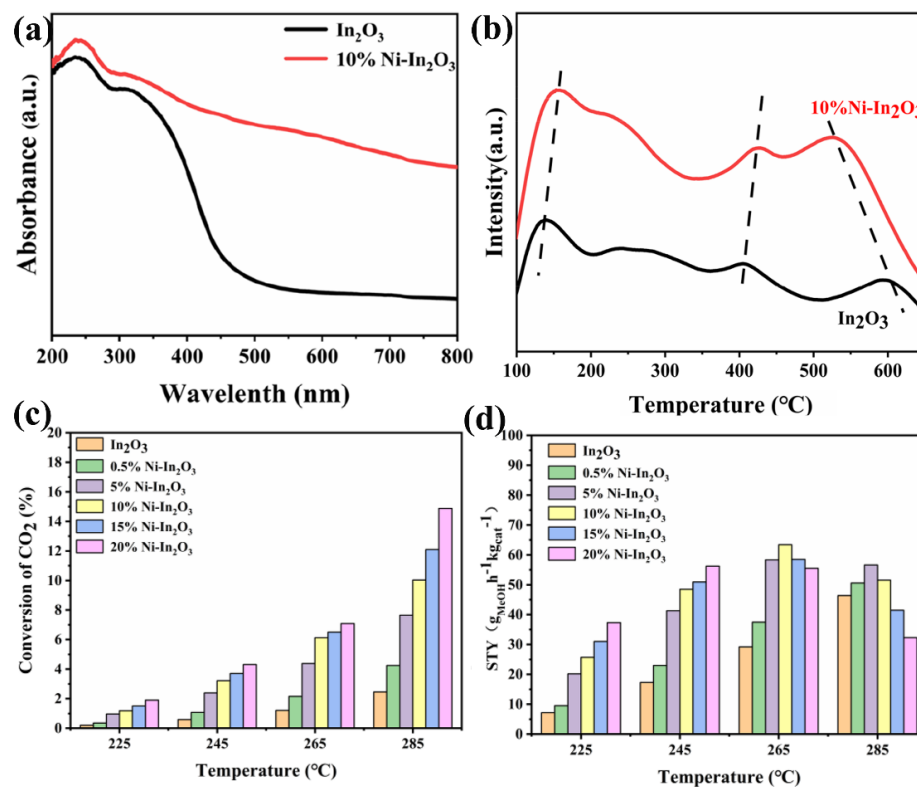 (a)
In₂O₃
10% Ni-In₂O₃
Absorbance (a.u.)
200 300 400 500 600 700 800
Wavelenth (nm)
(b)
10%Ni-In₂O₃
In₂O₃
Intensity(a.u.)
100 200 300 400 500 600
Temperature (°C)
(c)
In₂O₃
0.5% Ni-In₂O₃
5% Ni-In₂O₃
10% Ni-In₂O₃
15% Ni-In₂O₃
20% Ni-In₂O₃
Conversion of CO₂ (%)
20
18
16
14
12
10
8
6
4
2
0
225 245 265 285
Temperature (°C)
(d)
In₂O₃
0.5% Ni-In₂O₃
5% Ni-In₂O₃
10% Ni-In₂O₃
15% Ni-In₂O₃
20% Ni-In₂O₃
STY (g_MeOH h⁻¹kg_cat⁻¹)
100
90
80
70
60
50
40
30
20
10
0
225 245 265 285
Temperature (°C)